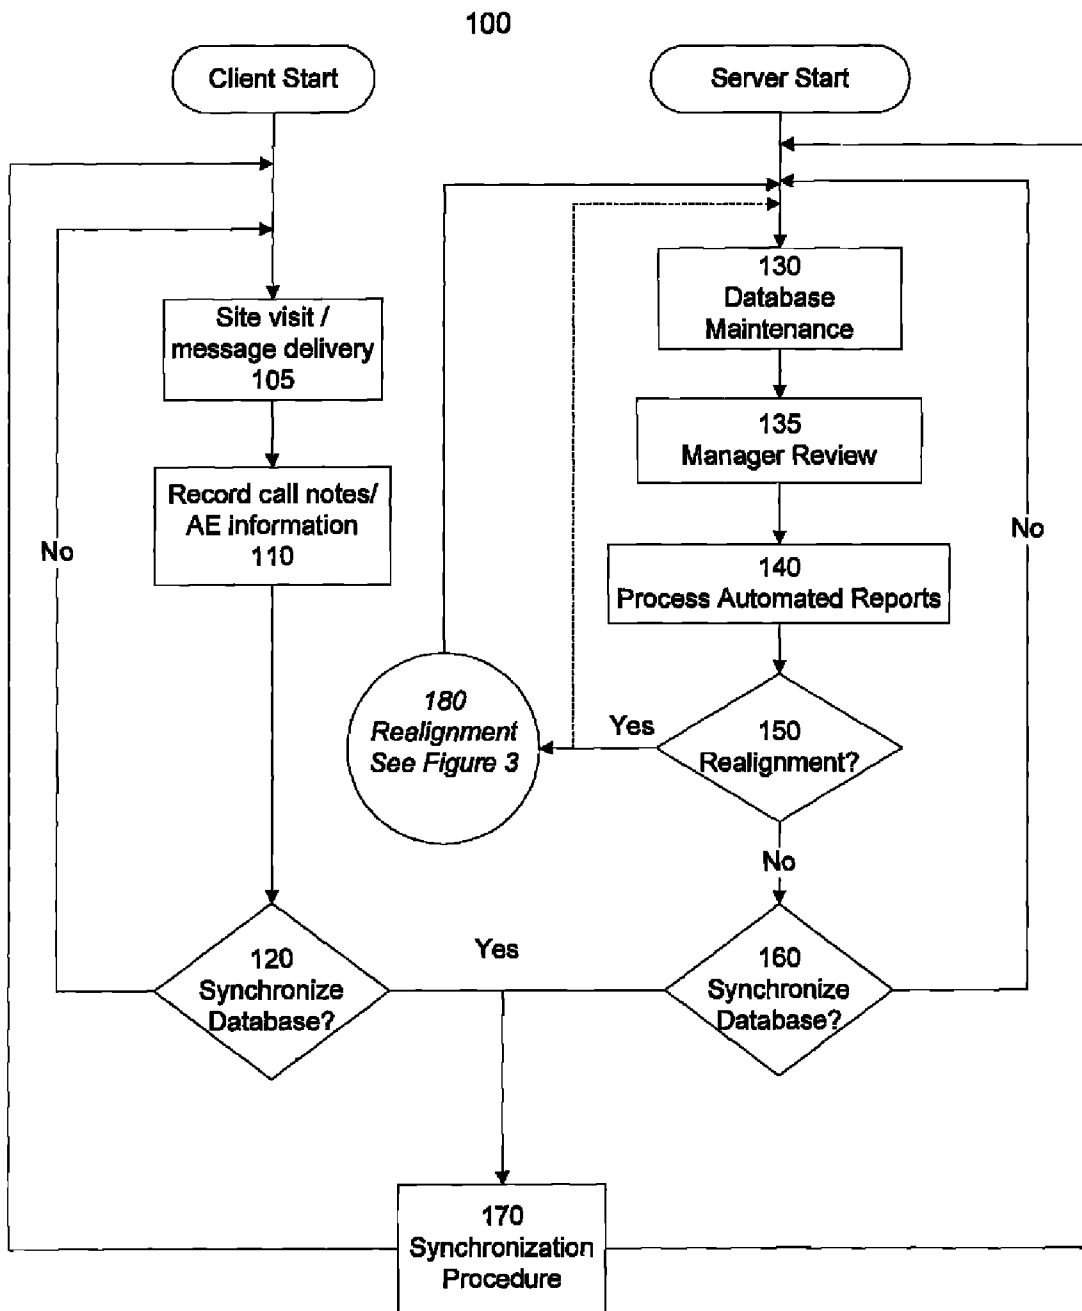 100
Client Start
Server Start
130
Database
Maintenance
Site visit /
message delivery
105
135
Manager Review
Record call notes/
AE information
110
No
No
140
Process Automated Reports
180
Realignment
See Figure 3
Yes
150
Realignment?
No
120
Synchronize
Database?
Yes
160
Synchronize
Database?
170
Synchronization
Procedure